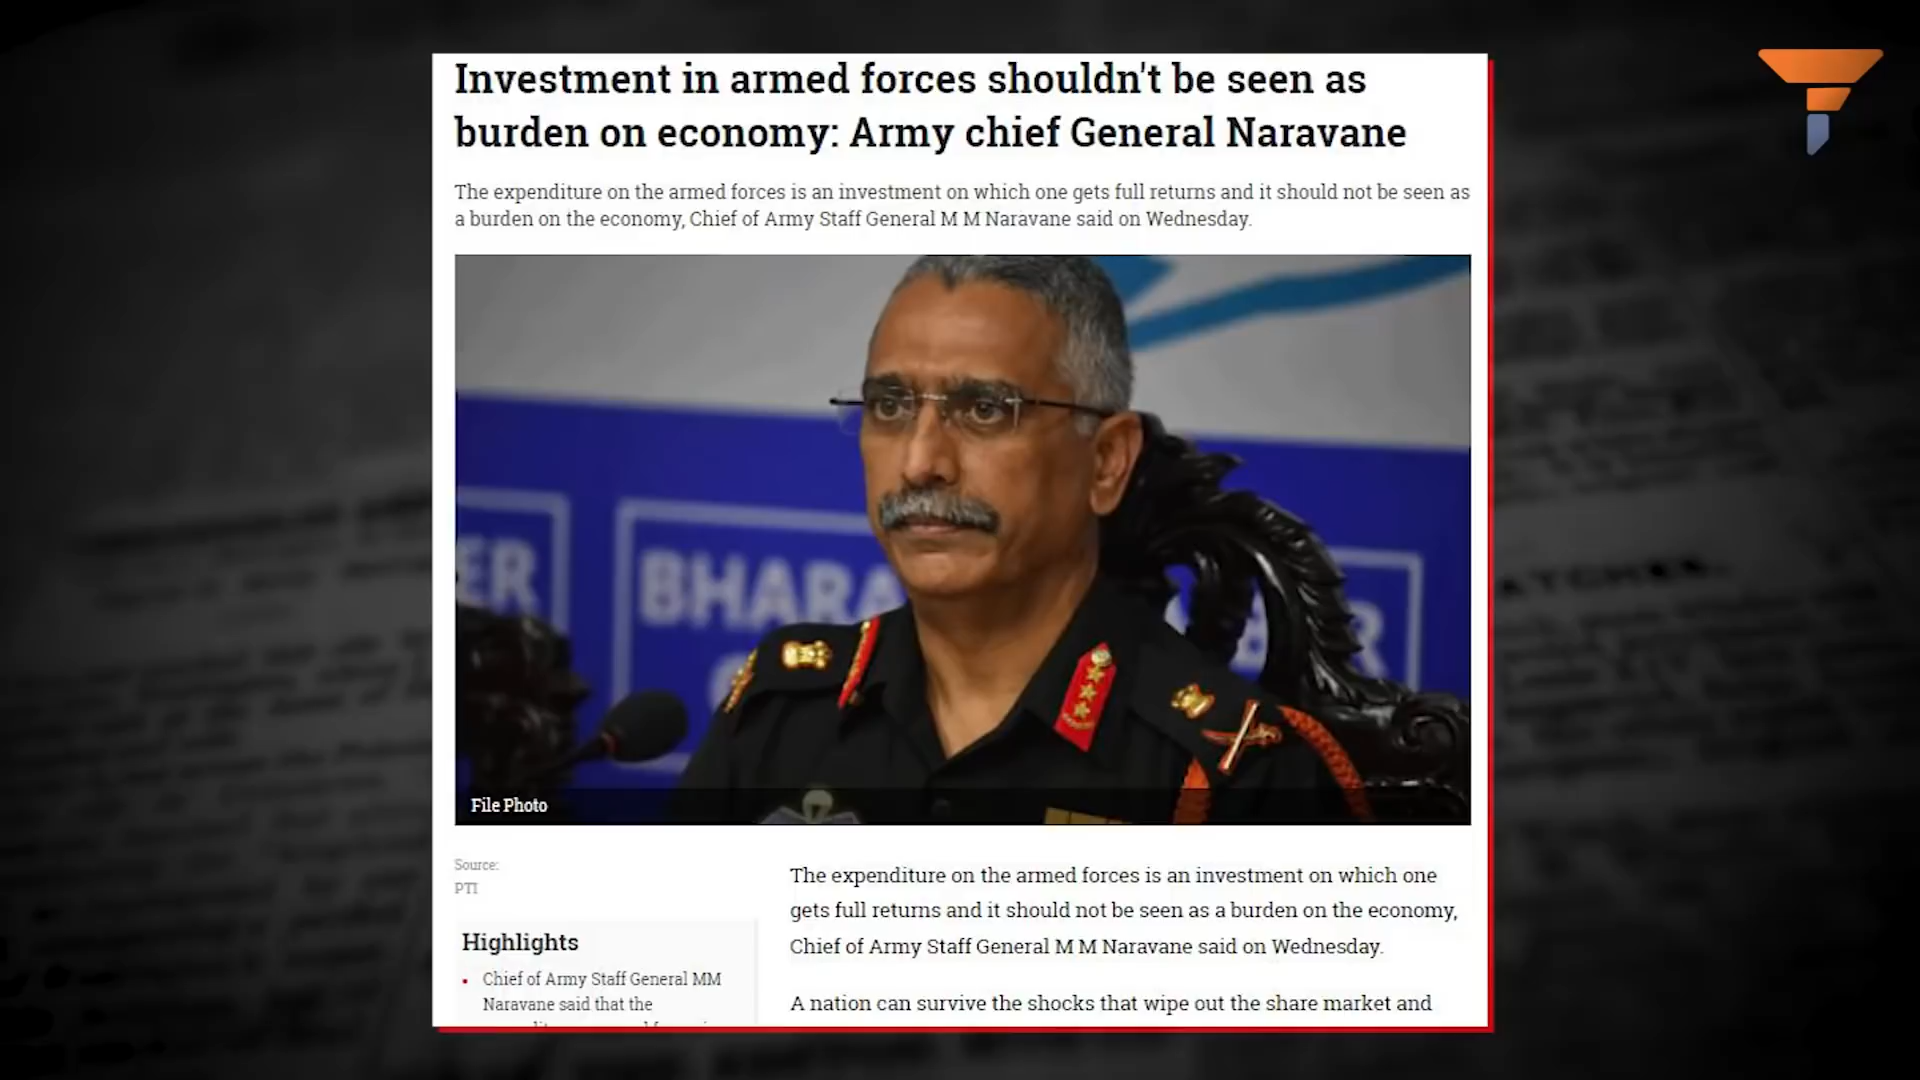 Investment in armed forces shouldn't be seen as
burden on economy: Army chief General Naravane
The expenditure on the armed forces is an investment on which one gets full returns and it should not be seen as
a burden on the economy, Chief of Army Staff General M M Naravane said on Wednesday.
ER
BHARA
File Photo
Source:
PTI
Highlights
Chief of Army Staff General MM
Naravane said that the
The expenditure on the armed forces is an investment on which one
gets full returns and it should not be seen as a burden on the economy,
Chief of Army Staff General M M Naravane said on Wednesday.
A nation can survive the shocks that wipe out the share market and